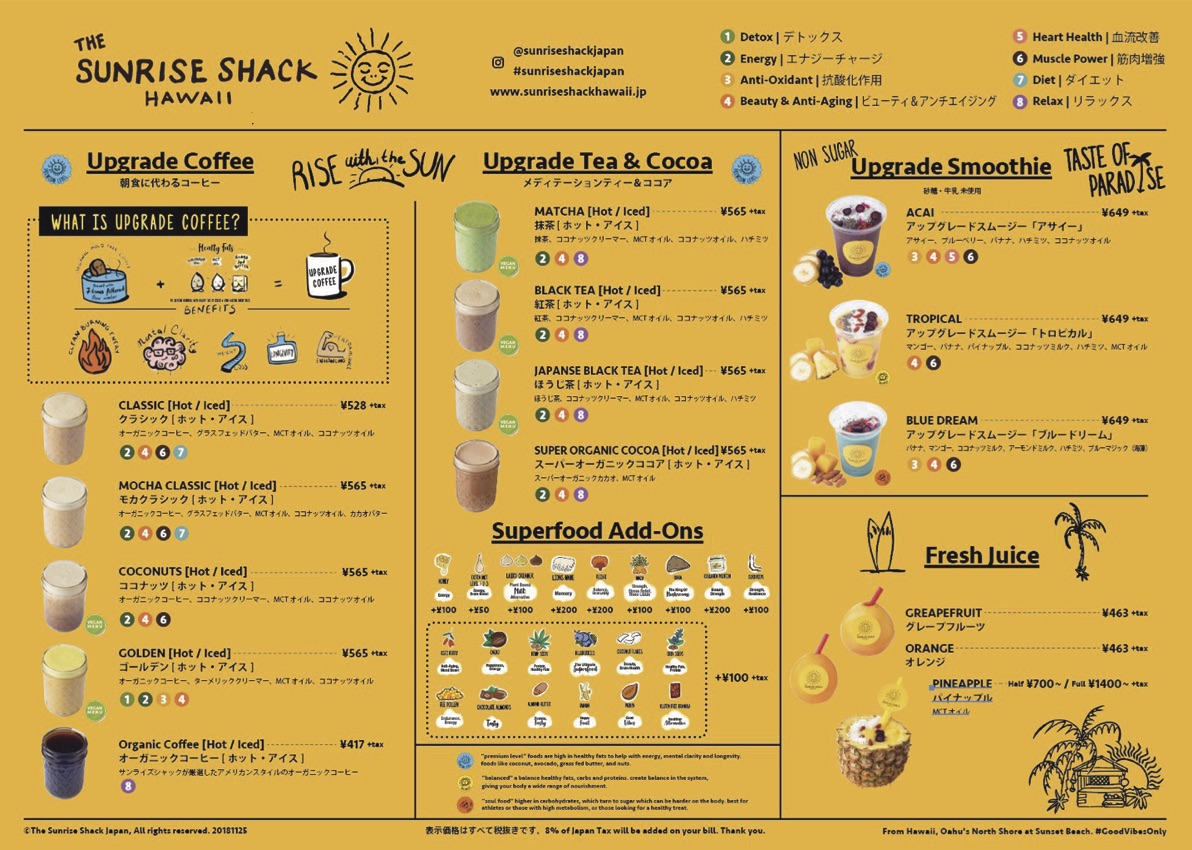 THE
SUNRISE SHACK
HAWAII
@sunriseshackjapan
#sunriseshackjapan
www.sunriseshackhawaii.jp
1 Detox | デトックス
2 Energy | エナジーチャージ
3 Anti-Oxidant | 抗酸化作用
4 Beauty & Anti-Aging | ビューティ＆アンチエイジング
5 Heart Health | 血流改善
6 Muscle Power | 筋肉増強
7 Diet | ダイエット
8 Relax | リラックス
Upgrade Coffee
朝食に代わるコーヒー
RISE with the SUN
WHAT IS UPGRADE COFFEE?
Healty Fats
+
=
UPGRADE
COFFEE
BENEFITS
CLEAN BURNING ENERGY
Mental Clarity
LONGEVITY
CLASSIC [Hot / Iced] ¥528 +tax
クラシック [ ホット・アイス ]
オーガニックコーヒー、グラスフェッドバター、MCTオイル、ココナッツオイル
2 4 6 7
MOCHA CLASSIC [Hot / Iced] ¥565 +tax
モカクラシック [ ホット・アイス ]
オーガニックコーヒー、グラスフェッドバター、MCTオイル、ココナッツオイル、カカオバター
2 4 6 7
COCONUTS [Hot / Iced] ¥565 +tax
ココナッツ [ ホット・アイス ]
オーガニックコーヒー、ココナッツクリーマー、MCTオイル、ココナッツオイル
VEGAN MENU
2 4 6
GOLDEN [Hot / Iced] ¥565 +tax
ゴールデン [ ホット・アイス ]
オーガニックコーヒー、ターメリッククリーマー、MCTオイル、ココナッツオイル
VEGAN MENU
1 2 3 4
Organic Coffee [Hot / Iced] ¥417 +tax
オーガニックコーヒー [ ホット・アイス ]
サンライズシャックが厳選したアメリカンスタイルのオーガニックコーヒー
8
Upgrade Tea & Cocoa
メディテーションティー＆ココア
MATCHA [Hot / Iced] ¥565 +tax
抹茶 [ ホット・アイス ]
抹茶、ココナッツクリーマー、MCTオイル、ココナッツオイル、ハチミツ
VEGAN MENU
2 4 8
BLACK TEA [Hot / Iced] ¥565 +tax
紅茶 [ ホット・アイス ]
紅茶、ココナッツクリーマー、MCTオイル、ココナッツオイル、ハチミツ
VEGAN MENU
2 4 8
JAPANSE BLACK TEA [Hot / Iced] ¥565 +tax
ほうじ茶 [ ホット・アイス ]
ほうじ茶、ココナッツクリーマー、MCTオイル、ココナッツオイル、ハチミツ
VEGAN MENU
2 4 8
SUPER ORGANIC COCOA [Hot / Iced] ¥565 +tax
スーパーオーガニックココア [ ホット・アイス ]
スーパーオーガニックカカオ、MCTオイル
2 4 8
Superfood Add-Ons
HONEY
Energy
+¥100 +¥50 +¥100 +¥200 +¥200 +¥100 +¥100 +¥200 +¥100
CACAO
HEMP SEEDS
BLUEBERRIES
COCONUT FLAKES
BEE POLLEN
CHOCOLATE ALMONDS
ALMOND BUTTER
Tasty
+¥100 +tax
"premium level" foods are high in healthy fats to help with energy, mental clarity and longevity.
foods like coconut, avocado, grass fed butter, and nuts.
"balanced" a balance healthy fats, carbs and proteins. create balance in the system,
giving your body a wide range of nourishment.
"soul food" higher in carbohydrates, which turn to sugar which can be harder on the body. best for
athletes or those with high metabolism, or those looking for a healthy treat.
NON SUGAR
Upgrade Smoothie
砂糖・牛乳 未使用
TASTE OF
PARADISE
ACAI ¥649 +tax
アップグレードスムージー「アサイー」
アサイー、ブルーベリー、バナナ、ハチミツ、ココナッツオイル
3 4 5 6
TROPICAL ¥649 +tax
アップグレードスムージー「トロピカル」
マンゴー、バナナ、パイナップル、ココナッツミルク、ハチミツ、MCTオイル
4 6
BLUE DREAM ¥649 +tax
アップグレードスムージー「ブルードリーム」
バナナ、マンゴー、ココナッツミルク、アーモンドミルク、ハチミツ、ブルーマジック（海藻）
3 4 6
Fresh Juice
GREAPEFRUIT ¥463 +tax
グレープフルーツ
ORANGE ¥463 +tax
オレンジ
PINEAPPLE Half ¥700~ / Full ¥1400~ +tax
パイナップル
MCTオイル
©The Sunrise Shack Japan, All rights reserved. 20181125
表示価格はすべて税抜きです。8% of Japan Tax will be added on your bill. Thank you.
From Hawaii, Oahu's North Shore at Sunset Beach. #GoodVibesOnly